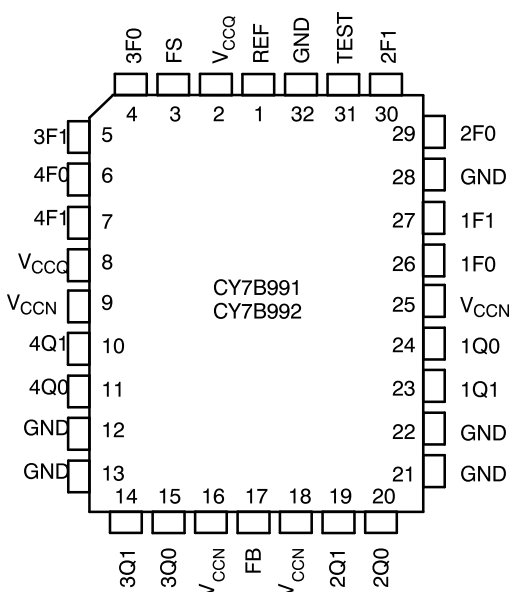 3F0 FS VCCQ REF GND TEST 2F1
4 3 2 1 32 31 30
3F1 5 29 2F0
4F0 6 28 GND
4F1 7 27 1F1
VCCQ 8 26 1F0
CY7B991
CY7B992
VCCN 9 25 VCCN
4Q1 10 24 1Q0
4Q0 11 23 1Q1
GND 12 22 GND
GND 13 21 GND
14 15 16 17 18 19 20
3Q1 3Q0 VCCN FB VCCN 2Q1 2Q0